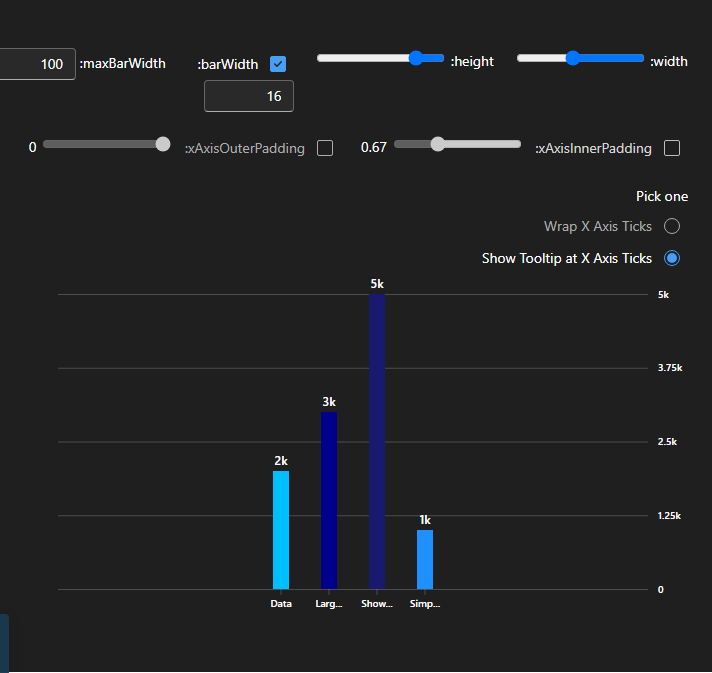 100 :maxBarWidth :barWidth :height :width
16
0 :xAxisOuterPadding 0.67 :xAxisInnerPadding
Pick one
Wrap X Axis Ticks
Show Tooltip at X Axis Ticks
5k
5k
3.75k
3k
2.5k
2k
1.25k
1k
0
Data Larg... Show... Simp...